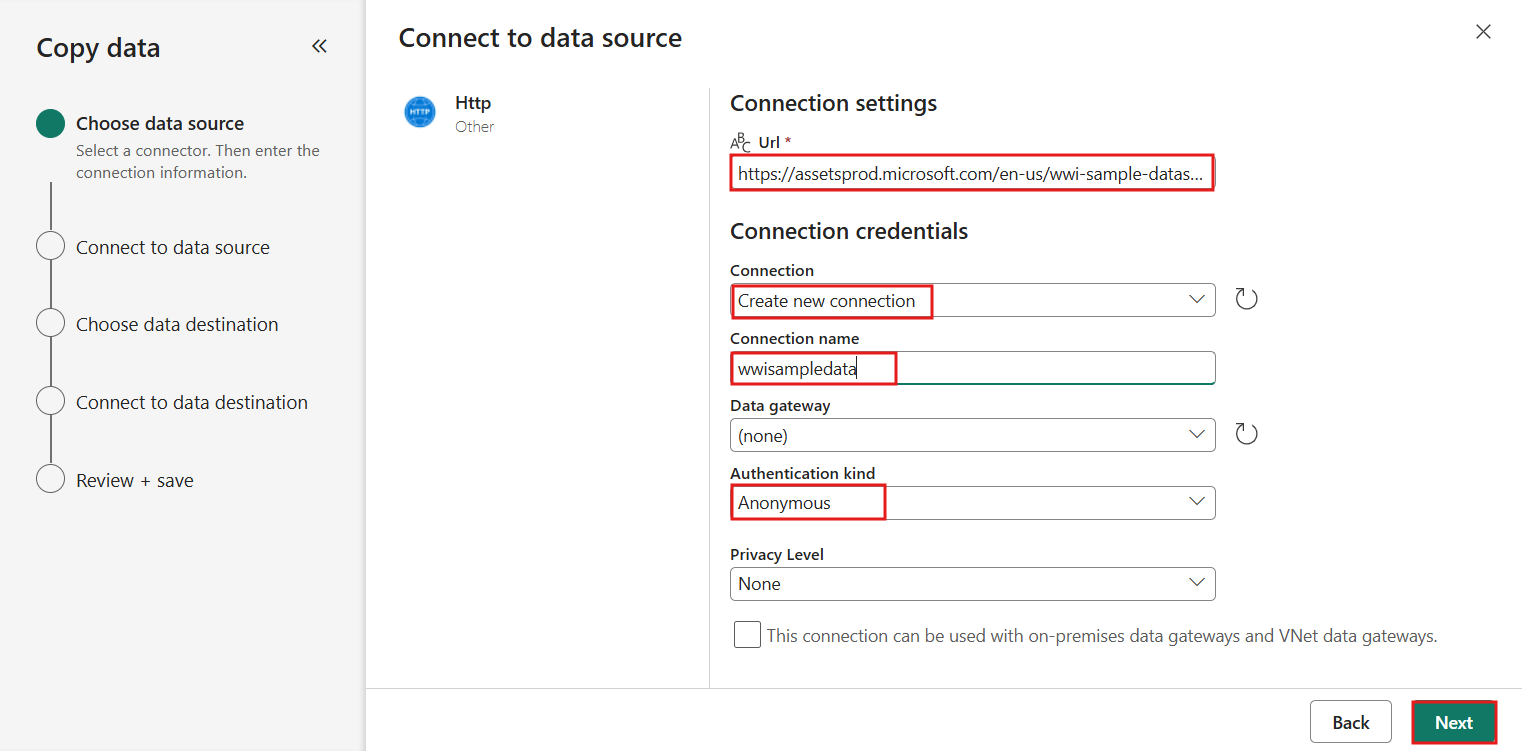 Copy data
Choose data source
Select a connector. Then enter the
connection information.
Connect to data source
Choose data destination
Connect to data destination
Review + save
Connect to data source
HTTP
Http
Other
Connection settings
ABC Url *
https://assetsprod.microsoft.com/en-us/wwi-sample-datas...
Connection credentials
Connection
Create new connection
Connection name
wwisampledata
Data gateway
(none)
Authentication kind
Anonymous
Privacy Level
None
This connection can be used with on-premises data gateways and VNet data gateways.
Back
Next